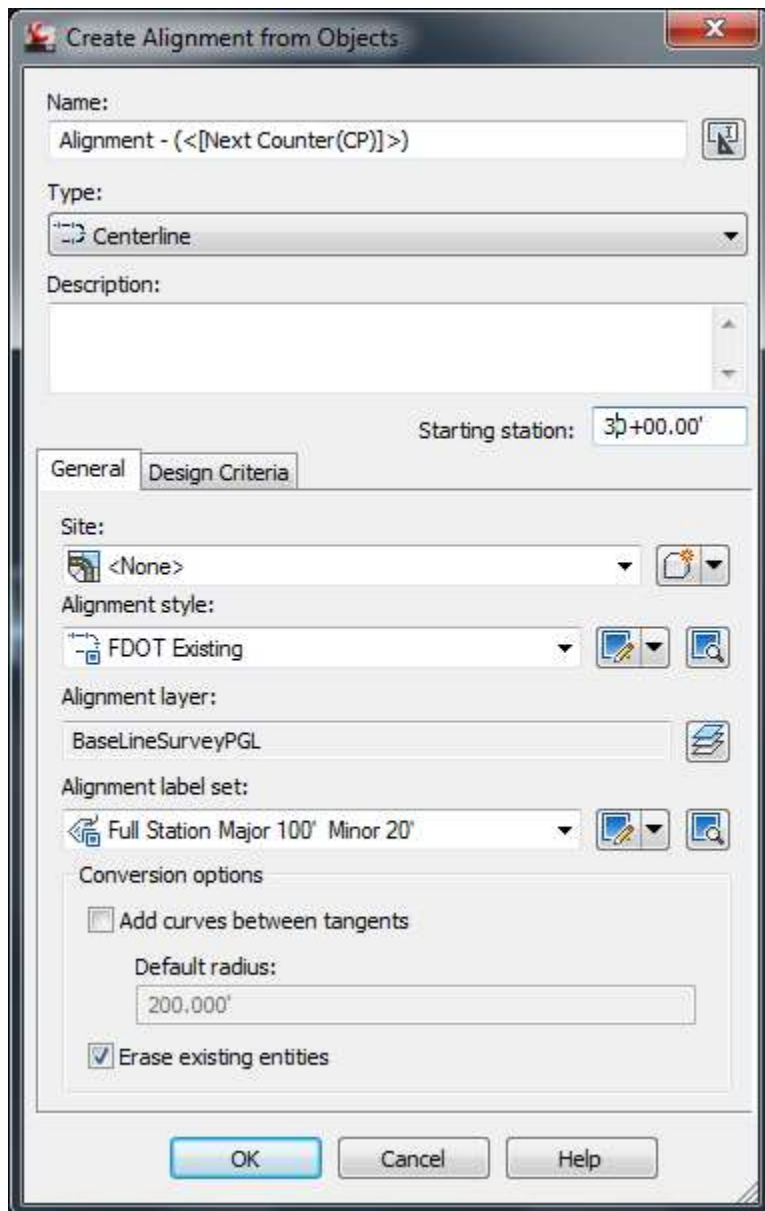 Create Alignment from Objects
Name:
Alignment - (<[Next Counter(CP)]>)
Type:
Centerline
Description:
Starting station: 30+00.00'
General Design Criteria
Site:
<None>
Alignment style:
FDOT Existing
Alignment layer:
BaseLineSurveyPGL
Alignment label set:
Full Station Major 100' Minor 20'
Conversion options
Add curves between tangents
Default radius:
200.000'
Erase existing entities
OK Cancel Help